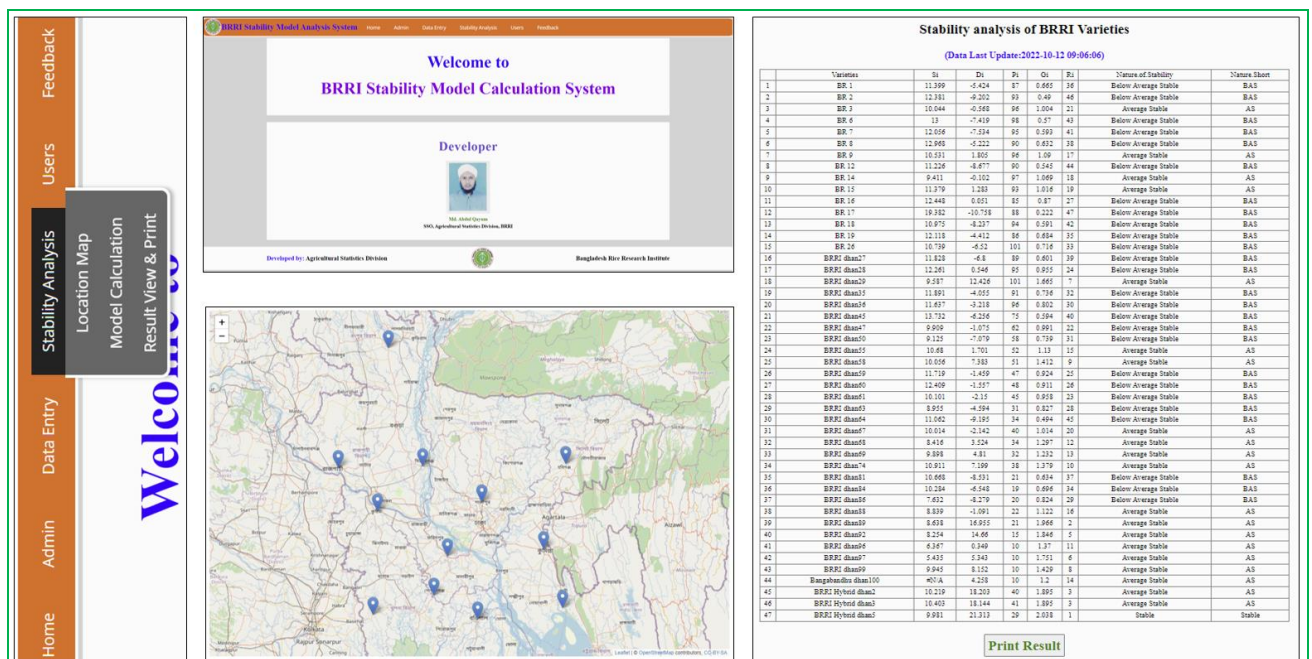 Home Admin Data Entry Stability Analysis Users Feedback
Location Map
Model Calculation
Result View & Print
Welcome to
BRRI Stability Model Analysis System Home Admin Data Entry Stability Analysis Users Feedback
Welcome to
BRRI Stability Model Calculation System
Developer
Md. Abdul Qayum
SSO, Agricultural Statistics Division, BRRI
Developed by: Agricultural Statistics Division Bangladesh Rice Research Institute
+
−
Agartala
Aizawl
Kolkata
Rajpur Sonarpur
Canning
Leaflet | © OpenStreetMap contributors, CC-BY-SA
Stability analysis of BRRI Varieties
(Data Last Update:2022-10-12 09:06:06)
Varieties Si Di Pi Oi Ri Nature.of.Stability Nature.Short
1 BR 1 11.399 -5.424 87 0.665 36 Below Average Stable BAS
2 BR 2 12.381 -9.202 93 0.49 46 Below Average Stable BAS
3 BR 3 10.044 -0.568 96 1.004 21 Average Stable AS
4 BR 6 13 -7.419 98 0.57 43 Below Average Stable BAS
5 BR 7 12.056 -7.534 95 0.593 41 Below Average Stable BAS
6 BR 8 12.968 -5.222 90 0.632 38 Below Average Stable BAS
7 BR 9 10.531 1.805 96 1.09 17 Average Stable AS
8 BR 12 11.226 -8.677 90 0.545 44 Below Average Stable BAS
9 BR 14 9.411 -0.102 97 1.069 18 Average Stable AS
10 BR 15 11.379 1.283 93 1.016 19 Average Stable AS
11 BR 16 12.448 0.051 85 0.87 27 Below Average Stable BAS
12 BR 17 19.382 -10.758 88 0.222 47 Below Average Stable BAS
13 BR 18 10.975 -8.237 94 0.591 42 Below Average Stable BAS
14 BR 19 12.118 -4.412 86 0.684 35 Below Average Stable BAS
15 BR 26 10.739 -6.52 101 0.716 33 Below Average Stable BAS
16 BRRI dhan27 11.828 -6.8 89 0.601 39 Below Average Stable BAS
17 BRRI dhan28 12.261 0.546 95 0.955 24 Below Average Stable BAS
18 BRRI dhan29 9.587 12.426 101 1.665 7 Average Stable AS
19 BRRI dhan35 11.891 -4.055 91 0.736 32 Below Average Stable BAS
20 BRRI dhan36 11.637 -3.218 96 0.802 30 Below Average Stable BAS
21 BRRI dhan45 13.732 -6.256 75 0.594 40 Below Average Stable BAS
22 BRRI dhan47 9.909 -1.075 62 0.991 22 Below Average Stable BAS
23 BRRI dhan50 9.125 -7.079 58 0.739 31 Below Average Stable BAS
24 BRRI dhan55 10.68 1.701 52 1.13 15 Average Stable AS
25 BRRI dhan58 10.056 7.383 51 1.412 9 Average Stable AS
26 BRRI dhan59 11.719 -1.459 47 0.924 25 Below Average Stable BAS
27 BRRI dhan60 12.409 -1.557 48 0.911 26 Below Average Stable BAS
28 BRRI dhan61 10.101 -2.15 45 0.958 23 Below Average Stable BAS
29 BRRI dhan63 8.955 -4.594 31 0.827 28 Below Average Stable BAS
30 BRRI dhan64 11.062 -9.195 34 0.494 45 Below Average Stable BAS
31 BRRI dhan67 10.014 -2.142 40 1.014 20 Average Stable AS
32 BRRI dhan68 8.416 3.524 34 1.297 12 Average Stable AS
33 BRRI dhan69 9.898 4.81 32 1.232 13 Average Stable AS
34 BRRI dhan74 10.911 7.199 38 1.379 10 Average Stable AS
35 BRRI dhan81 10.668 -8.531 21 0.634 37 Below Average Stable BAS
36 BRRI dhan84 10.284 -6.548 19 0.696 34 Below Average Stable BAS
37 BRRI dhan86 7.632 -8.279 20 0.824 29 Below Average Stable BAS
38 BRRI dhan88 8.839 -1.091 22 1.122 16 Average Stable AS
39 BRRI dhan89 8.638 16.955 21 1.966 2 Average Stable AS
40 BRRI dhan92 8.254 14.66 15 1.846 5 Average Stable AS
41 BRRI dhan96 6.367 0.349 10 1.37 11 Average Stable AS
42 BRRI dhan97 5.435 5.343 10 1.751 6 Average Stable AS
43 BRRI dhan99 9.945 8.152 10 1.429 8 Average Stable AS
44 Bangabandhu dhan100 #N/A 4.258 10 1.2 14 Average Stable AS
45 BRRI Hybrid dhan2 10.219 18.203 40 1.895 3 Average Stable AS
46 BRRI Hybrid dhan3 10.403 18.144 41 1.895 3 Average Stable AS
47 BRRI Hybrid dhan5 9.981 21.313 29 2.038 1 Stable Stable
Print Result